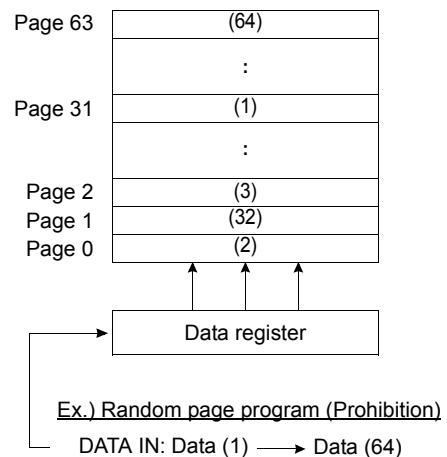 Page 63 (64)
:
Page 31 (1)
:
Page 2 (3)
Page 1 (32)
Page 0 (2)
Data register
Ex.) Random page program (Prohibition)
DATA IN: Data (1) Data (64)